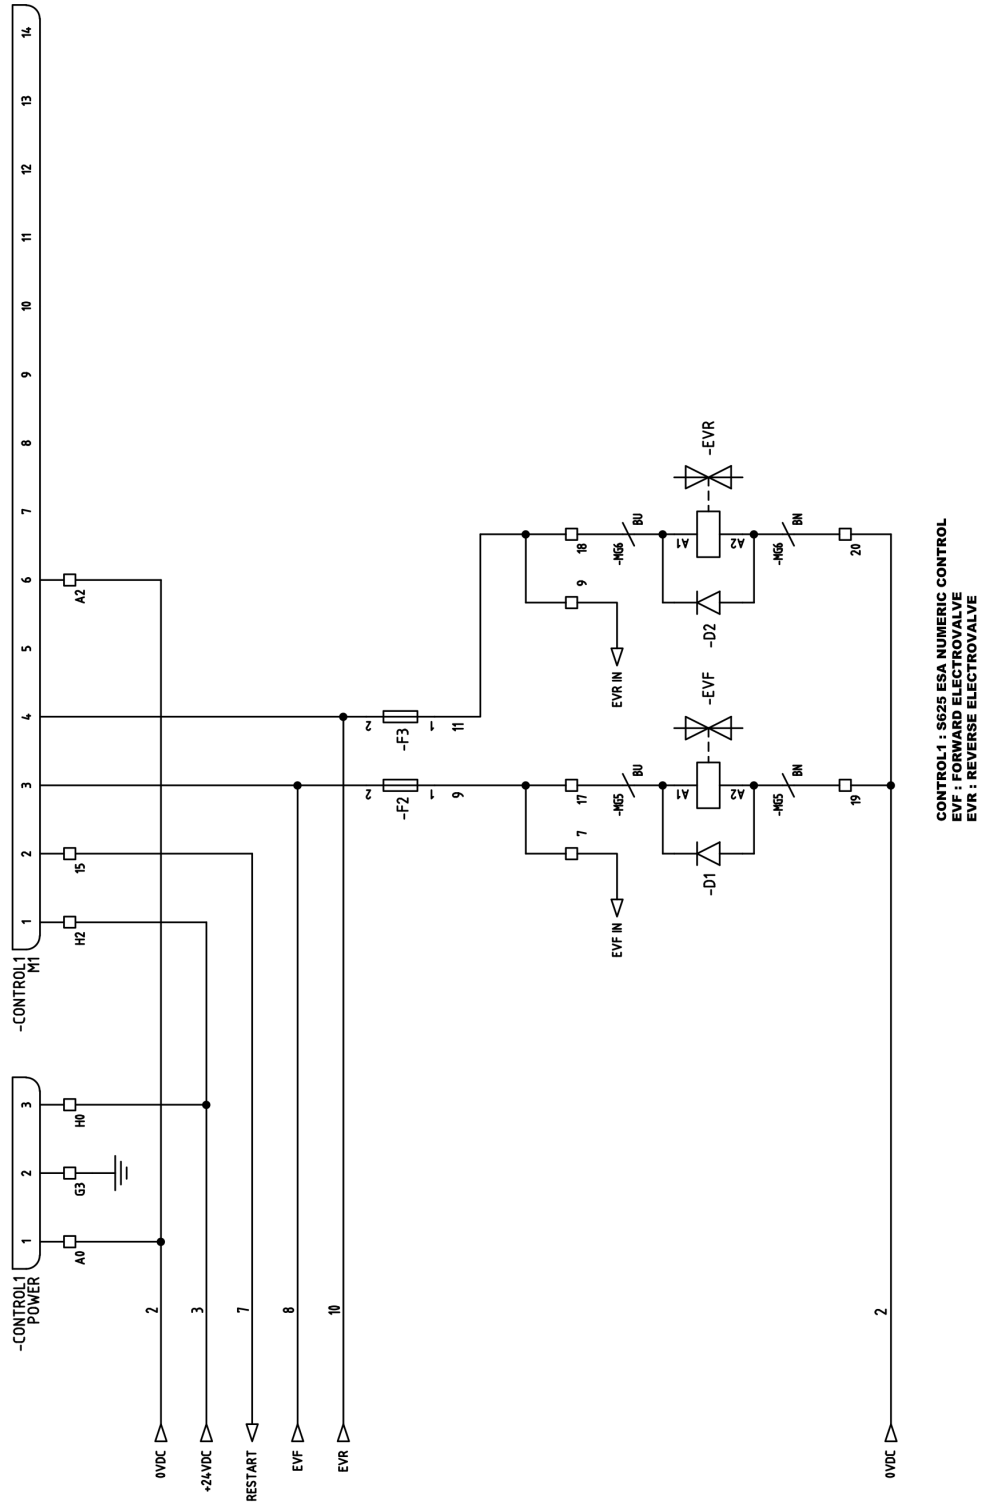 -CONTROL1
POWER
1
2
3
A0
G3
H0
-CONTROL1
M1
1
2
3
4
5
6
7
8
9
10
11
12
13
14
H2
15
A2
0VDC
2
+24VDC
3
RESTART
7
EVF
8
EVR
10
2
-F2
1
9
2
-F3
1
11
7
17
EVF IN
9
18
EVR IN
-MG5
BU
-MG6
BU
-D1
A1
A2
-EVF
-D2
A1
A2
-EVR
-MG5
BN
-MG6
BN
19
20
0VDC
2
CONTROL1 : S625 ESA NUMERIC CONTROL
EVF : FORWARD ELECTROVALVE
EVR : REVERSE ELECTROVALVE